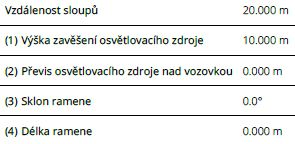 Vzdálenost sloupů 20.000 m
(1) Výška zavěšení osvětlovacího zdroje 10.000 m
(2) Převis osvětlovacího zdroje nad vozovkou 0.000 m
(3) Sklon ramene 0.0°
(4) Délka ramene 0.000 m